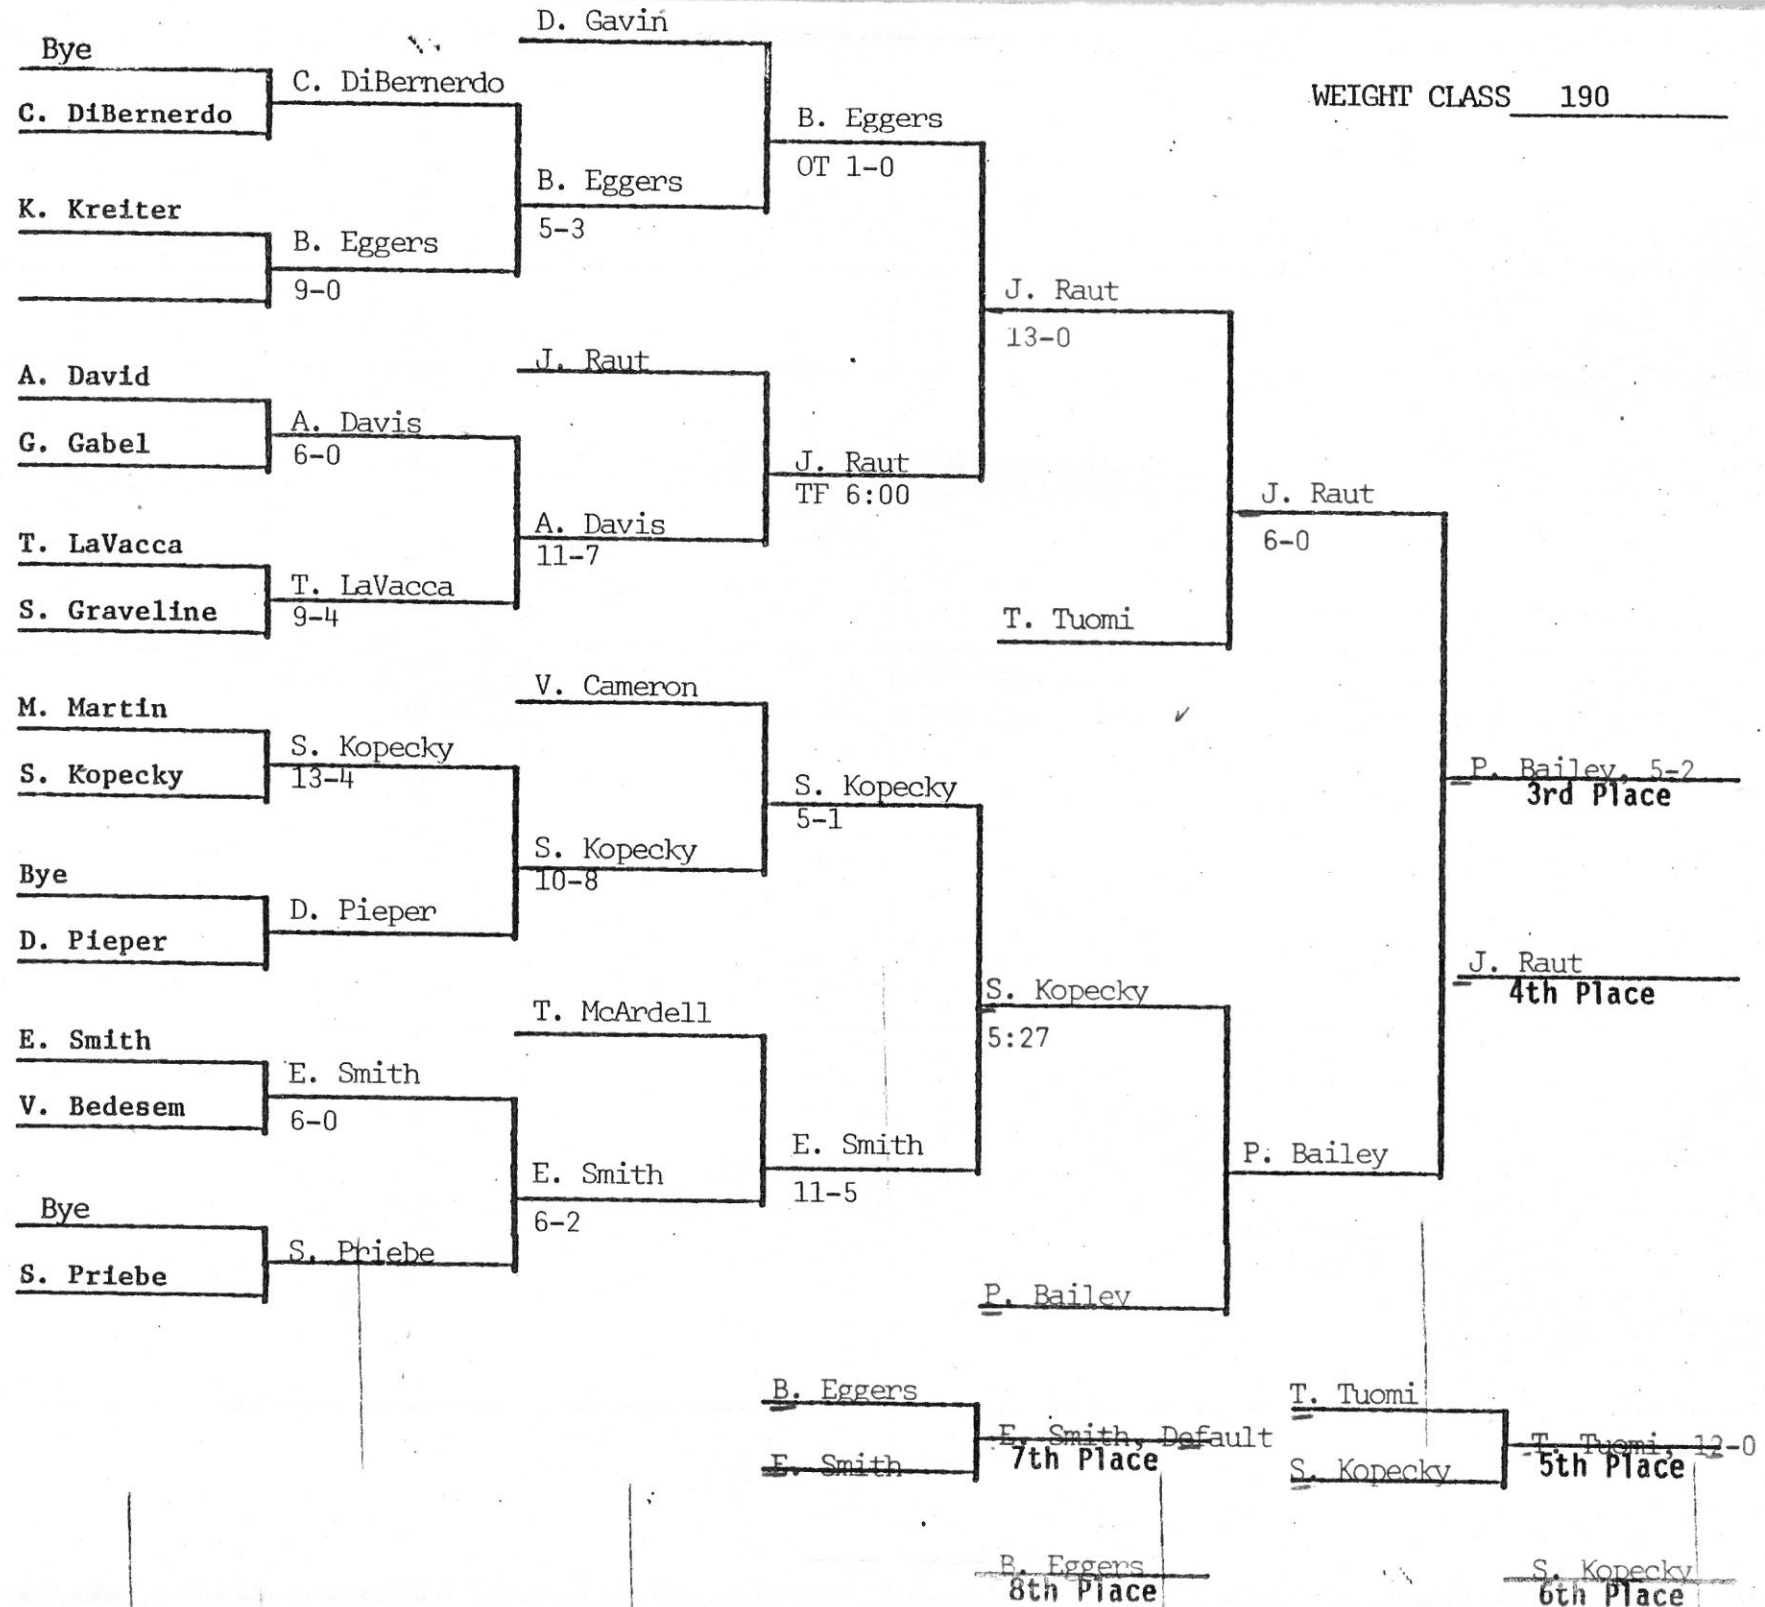 D. Gavin
Bye
C. DiBernerdo
WEIGHT CLASS 190
C. DiBernerdo
B. Eggers
OT 1-0
B. Eggers
5-3
K. Kreiter
B. Eggers
9-0
J. Raut
13-0
J. Raut
A. David
A. Davis
6-0
G. Gabel
J. Raut
TF 6:00
J. Raut
6-0
A. Davis
11-7
T. LaVacca
T. LaVacca
9-4
S. Graveline
T. Tuomi
V. Cameron
M. Martin
S. Kopecky
13-4
S. Kopecky
P. Bailey, 5-2
3rd Place
S. Kopecky
5-1
S. Kopecky
10-8
Bye
D. Pieper
D. Pieper
J. Raut
4th Place
S. Kopecky
5:27
T. McArdell
E. Smith
E. Smith
6-0
V. Bedesem
E. Smith
11-5
P. Bailey
E. Smith
6-2
Bye
S. Priebe
S. Priebe
P. Bailey
B. Eggers
E. Smith, Default
7th Place
E. Smith
T. Tuomi
T. Tuomi, 12-0
5th Place
S. Kopecky
B. Eggers
8th Place
S. Kopecky
6th Place